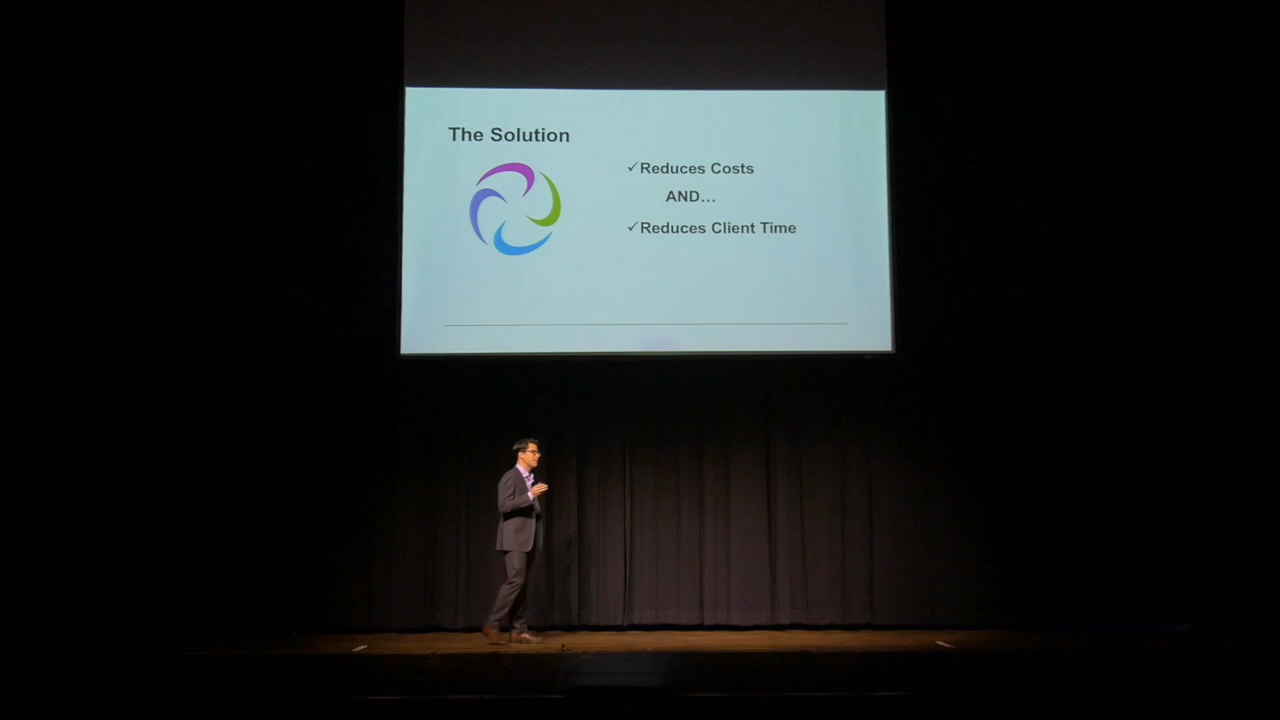 The Solution
✓Reduces Costs
AND…
✓Reduces Client Time